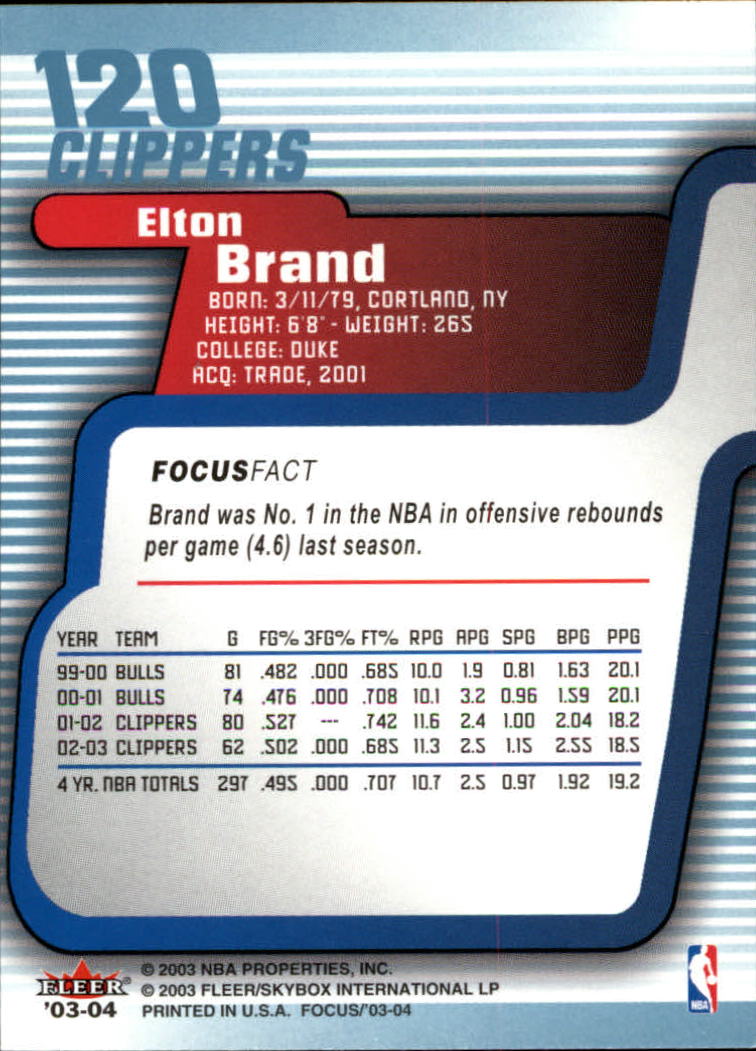 120
CLIPPERS
Elton
Brand
BORN: 3/11/79, CORTLAND, NY
HEIGHT: 6'8" - WEIGHT: 265
COLLEGE: DUKE
ACQ: TRADE, 2001
FOCUSFACT
Brand was No. 1 in the NBA in offensive rebounds
per game (4.6) last season.
YEAR TEAM G FG% 3FG% FT% RPG APG SPG BPG PPG
99-00 BULLS 81 .482 .000 .685 10.0 1.9 0.81 1.63 20.1
00-01 BULLS 74 .476 .000 .708 10.1 3.2 0.96 1.59 20.1
01-02 CLIPPERS 80 .527 --- .742 11.6 2.4 1.00 2.04 18.2
02-03 CLIPPERS 62 .502 .000 .685 11.3 2.5 1.15 2.55 18.5
4 YR. NBA TOTALS 297 .495 .000 .707 10.7 2.5 0.97 1.92 19.2
© 2003 NBA PROPERTIES, INC.
FLEER® © 2003 FLEER/SKYBOX INTERNATIONAL LP
'03-04 PRINTED IN U.S.A. FOCUS/'03-04
NBA